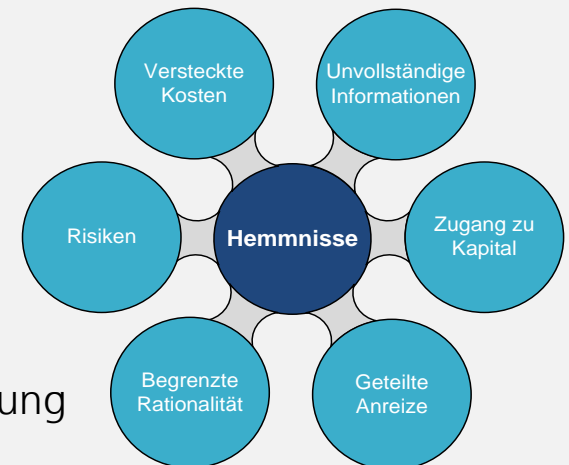 Versteckte
Kosten
Unvollständige
Informationen
Risiken
Hemmnisse
Zugang zu
Kapital
Begrenzte
Rationalität
Geteilte
Anreize
ung